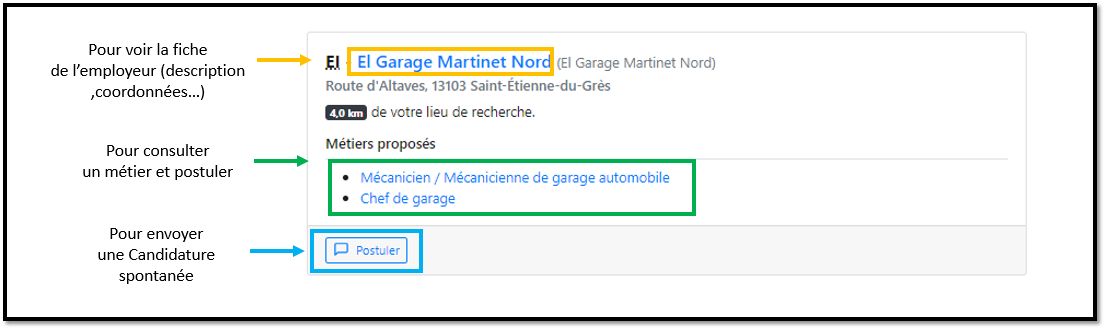 Pour voir la fiche
de l'employeur (description
,coordonnées...)
EI - EI Garage Martinet Nord (EI Garage Martinet Nord)
Route d'Altaves, 13103 Saint-Étienne-du-Grès
4,0 km de votre lieu de recherche.
Métiers proposés
Pour consulter
un métier et postuler
• Mécanicien / Mécanicienne de garage automobile
• Chef de garage
Pour envoyer
une Candidature
spontanée
Postuler